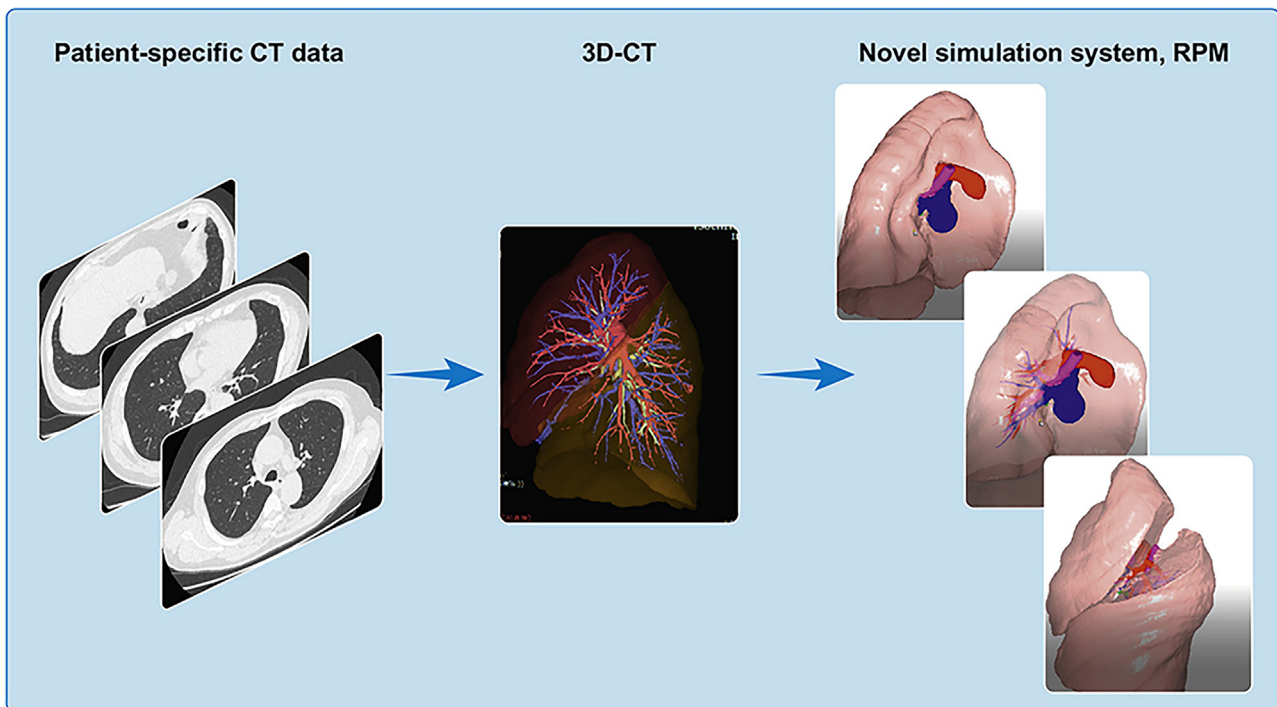 Patient-specific CT data
3D-CT
Novel simulation system, RPM